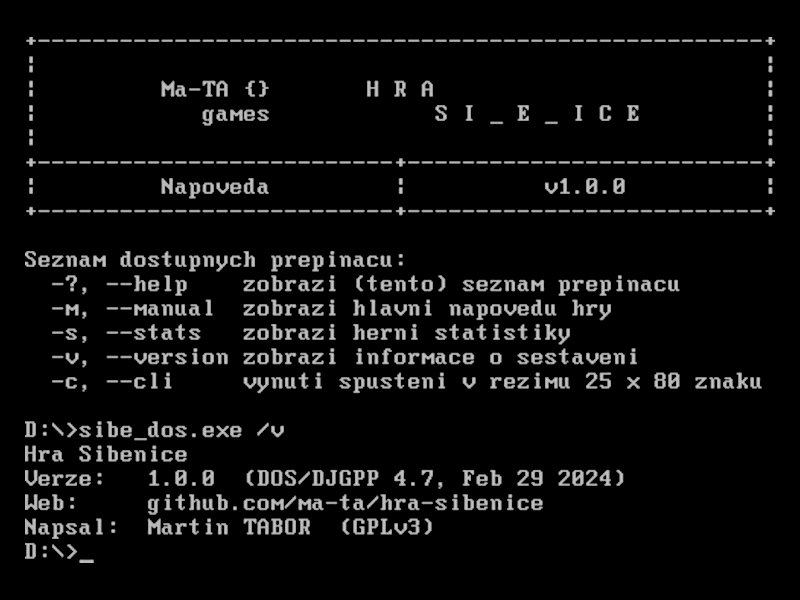 +------------------------------------------------------+
¦                                                      ¦
¦         Ma-TA {}       H R A                         ¦
¦            games            S I _ E _ I C E          ¦
¦                                                      ¦
+--------------------------+---------------------------+
¦         Napoveda         ¦          v1.0.0           ¦
+--------------------------+---------------------------+
Seznam dostupnych prepinacu:
  -?, --help    zobrazi (tento) seznam prepinacu
  -m, --manual  zobrazi hlavni napovedu hry
  -s, --stats   zobrazi herni statistiky
  -v, --version zobrazi informace o sestaveni
  -c, --cli     vynuti spusteni v rezimu 25 x 80 znaku
D:\>sibe_dos.exe /v
Hra Sibenice
Verze:   1.0.0  (DOS/DJGPP 4.7, Feb 29 2024)
Web:     github.com/ma-ta/hra-sibenice
Napsal:  Martin TABOR  (GPLv3)
D:\>_